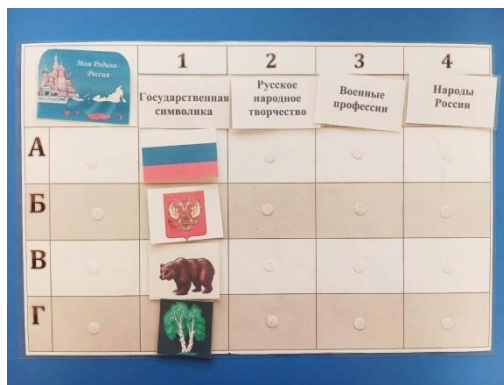 Моя Родина-
Россия
1
2
3
4
Государственная
символика
Русское
народное
творчество
Военные
профессии
Народы
России
А
Б
В
Г